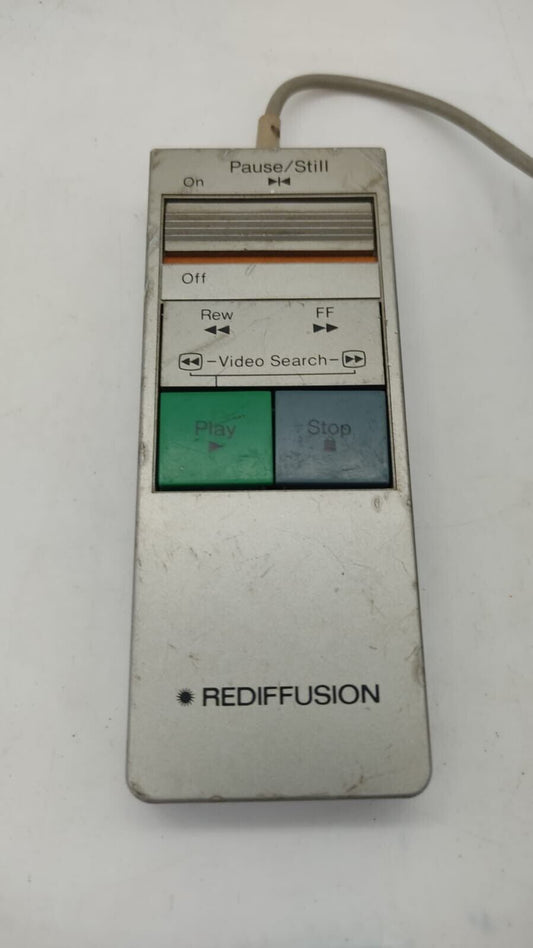 Pause/Still
On
Off
Rew FF
–Video Search–
Play Stop
REDIFFUSION